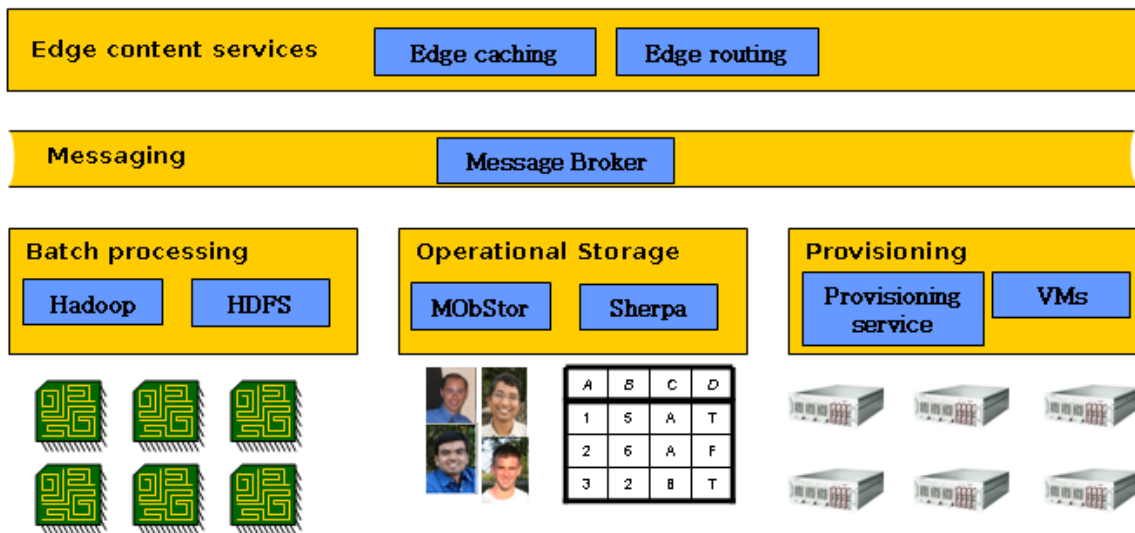 Edge content services
Edge caching
Edge routing
Messaging
Message Broker
Batch processing
Hadoop
HDFS
Operational Storage
MObStor
Sherpa
Provisioning
Provisioning
service
VMs
A B C D
1 5 A T
2 6 A F
3 2 B T